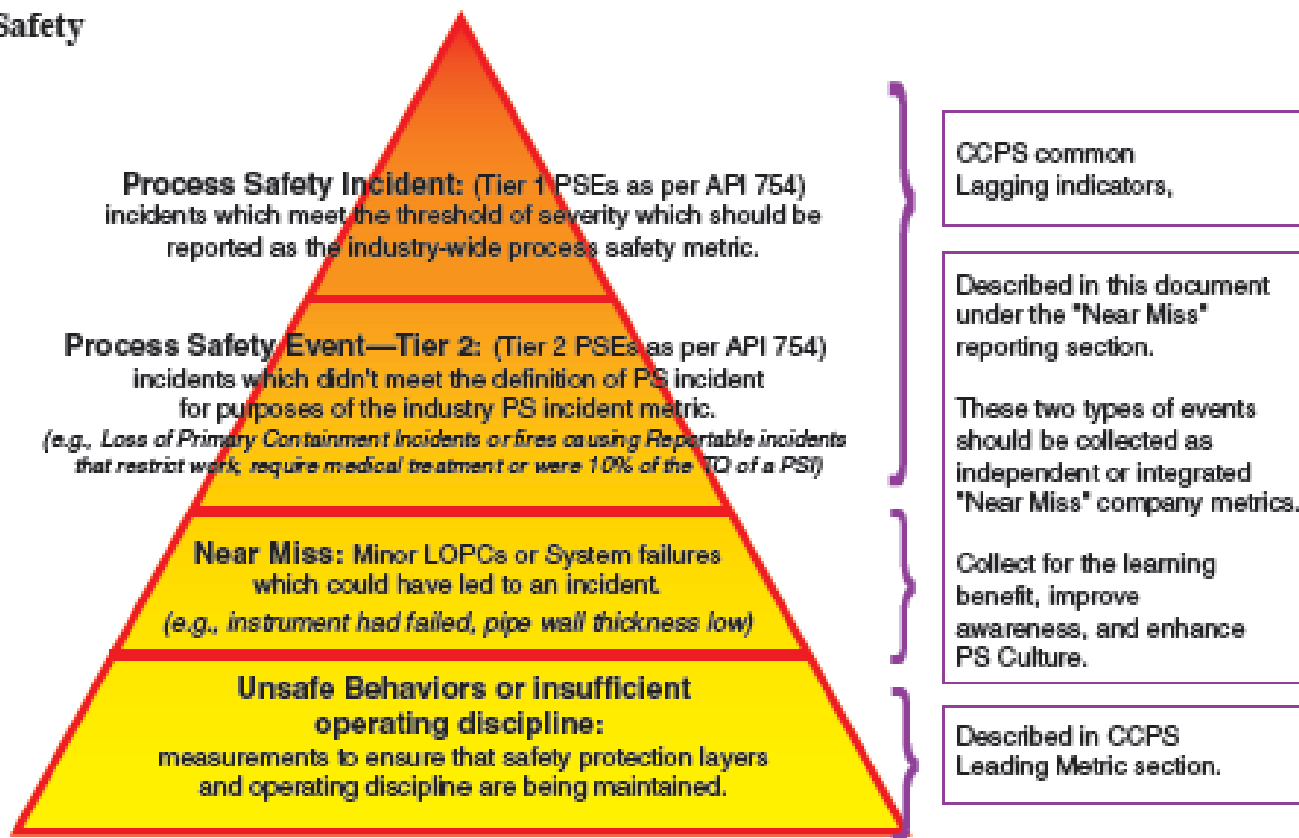 Safety
Process Safety Incident: (Tier 1 PSEs as per API 754)
incidents which meet the threshold of severity which should be
reported as the industry-wide process safety metric.
Process Safety Event—Tier 2: (Tier 2 PSEs as per API 754)
incidents which didn't meet the definition of PS incident
for purposes of the industry PS incident metric.
(e.g., Loss of Primary Containment Incidents or fires causing Reportable incidents
that restrict work, require medical treatment or were 10% of the TQ of a PSI)
Near Miss: Minor LOPCs or System failures
which could have led to an incident.
(e.g., instrument had failed, pipe wall thickness low)
Unsafe Behaviors or insufficient
operating discipline:
measurements to ensure that safety protection layers
and operating discipline are being maintained.
CCPS common
Lagging indicators,
Described in this document
under the "Near Miss"
reporting section.
These two types of events
should be collected as
independent or integrated
"Near Miss" company metrics.
Collect for the learning
benefit, improve
awareness, and enhance
PS Culture.
Described in CCPS
Leading Metric section.